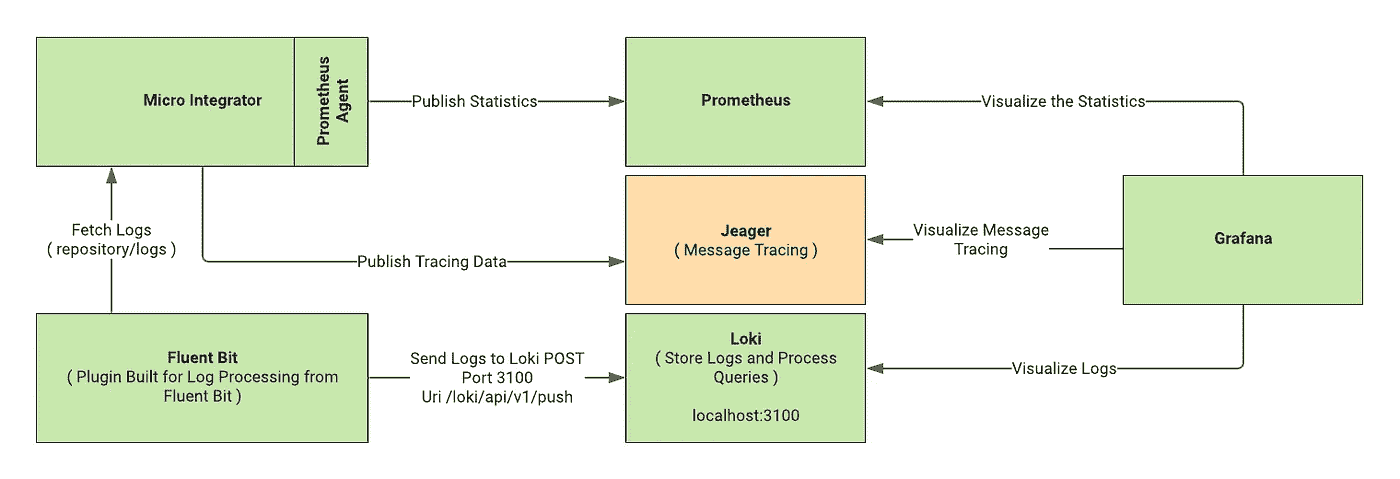 Micro Integrator
Prometheus
Agent
Publish Statistics
Prometheus
Visualize the Statistics
Fetch Logs
( repository/logs )
Publish Tracing Data
Jeager
( Message Tracing )
Visualize Message
Tracing
Grafana
Fluent Bit
( Plugin Built for Log Processing from
Fluent Bit )
Send Logs to Loki POST
Port 3100
Uri /loki/api/v1/push
Loki
( Store Logs and Process
Queries )
localhost:3100
Visualize Logs